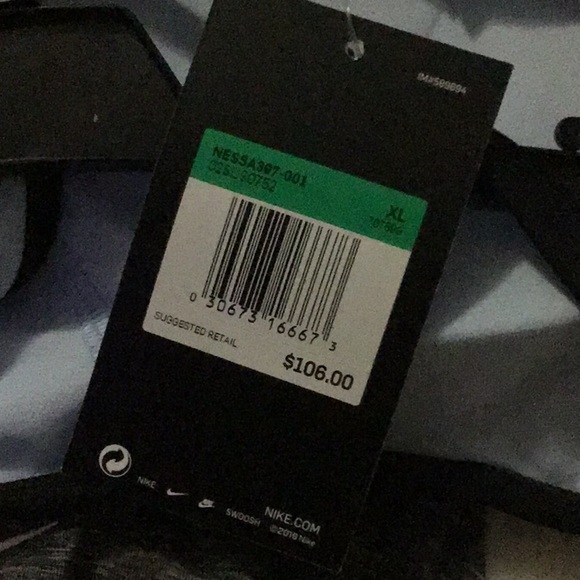 NESSA387-001
XL
0 30673 16667 3
SUGGESTED RETAIL
$106.00
NIKE
SWOOSH
NIKE.COM
©2018 Nike